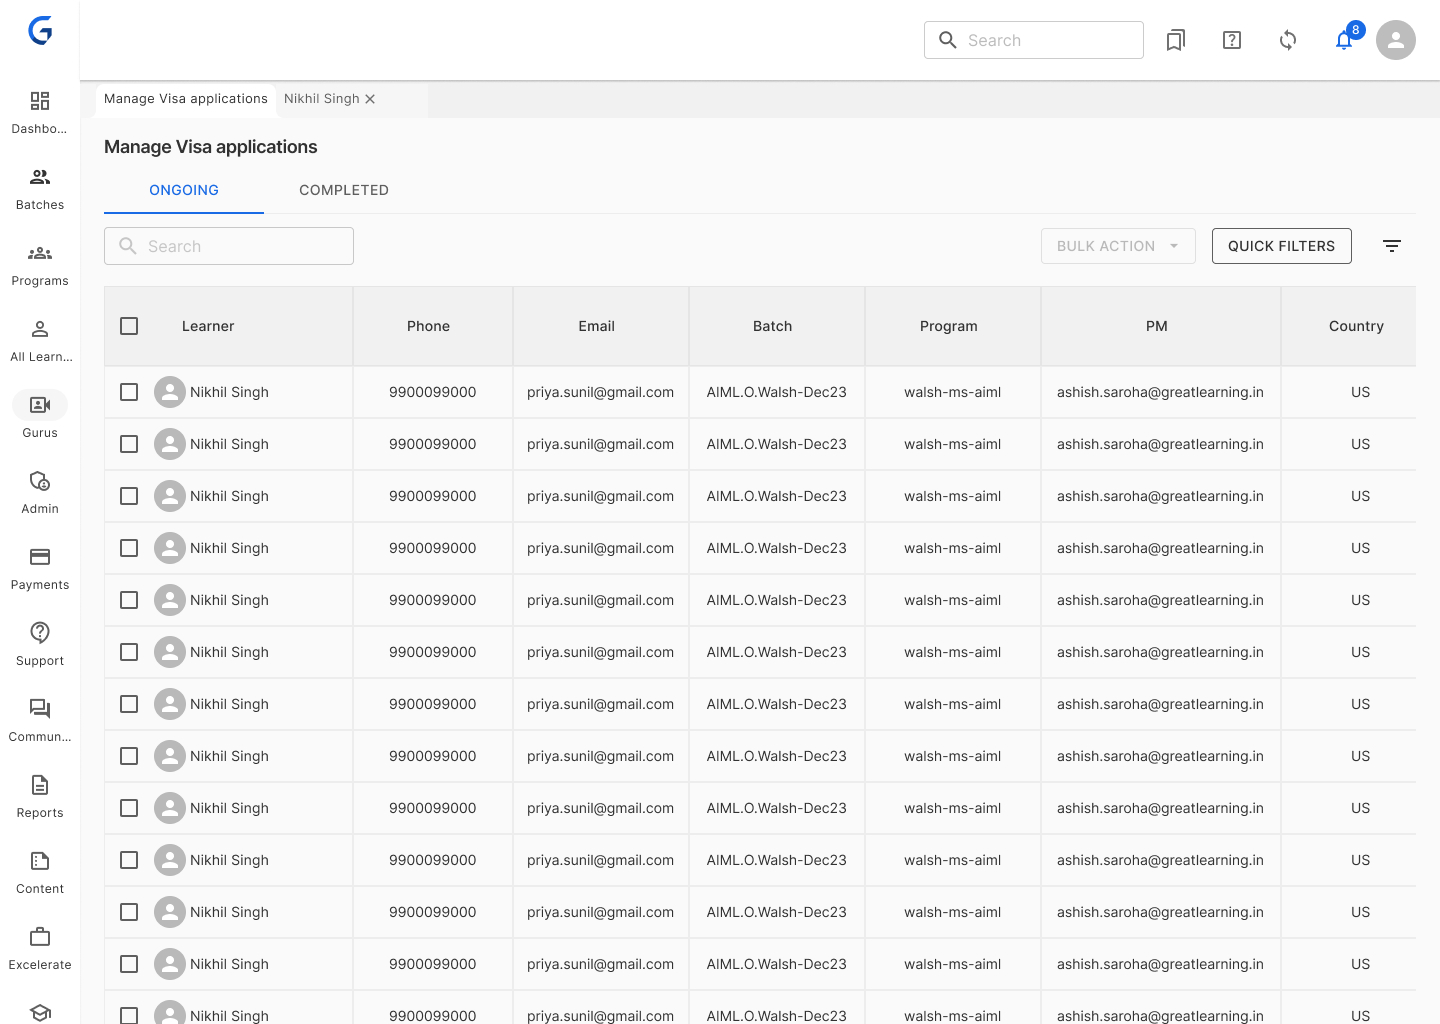 Search
8
Manage Visa applications Nikhil Singh
Dashbo...
Batches
Programs
All Learn...
Gurus
Admin
Payments
Support
Commun...
Reports
Content
Excelerate
Manage Visa applications
ONGOING COMPLETED
Search BULK ACTION QUICK FILTERS
Learner Phone Email Batch Program PM Country
Nikhil Singh 9900099000 priya.sunil@gmail.com AIML.O.Walsh-Dec23 walsh-ms-aiml ashish.saroha@greatlearning.in US
Nikhil Singh 9900099000 priya.sunil@gmail.com AIML.O.Walsh-Dec23 walsh-ms-aiml ashish.saroha@greatlearning.in US
Nikhil Singh 9900099000 priya.sunil@gmail.com AIML.O.Walsh-Dec23 walsh-ms-aiml ashish.saroha@greatlearning.in US
Nikhil Singh 9900099000 priya.sunil@gmail.com AIML.O.Walsh-Dec23 walsh-ms-aiml ashish.saroha@greatlearning.in US
Nikhil Singh 9900099000 priya.sunil@gmail.com AIML.O.Walsh-Dec23 walsh-ms-aiml ashish.saroha@greatlearning.in US
Nikhil Singh 9900099000 priya.sunil@gmail.com AIML.O.Walsh-Dec23 walsh-ms-aiml ashish.saroha@greatlearning.in US
Nikhil Singh 9900099000 priya.sunil@gmail.com AIML.O.Walsh-Dec23 walsh-ms-aiml ashish.saroha@greatlearning.in US
Nikhil Singh 9900099000 priya.sunil@gmail.com AIML.O.Walsh-Dec23 walsh-ms-aiml ashish.saroha@greatlearning.in US
Nikhil Singh 9900099000 priya.sunil@gmail.com AIML.O.Walsh-Dec23 walsh-ms-aiml ashish.saroha@greatlearning.in US
Nikhil Singh 9900099000 priya.sunil@gmail.com AIML.O.Walsh-Dec23 walsh-ms-aiml ashish.saroha@greatlearning.in US
Nikhil Singh 9900099000 priya.sunil@gmail.com AIML.O.Walsh-Dec23 walsh-ms-aiml ashish.saroha@greatlearning.in US
Nikhil Singh 9900099000 priya.sunil@gmail.com AIML.O.Walsh-Dec23 walsh-ms-aiml ashish.saroha@greatlearning.in US
Nikhil Singh 9900099000 priya.sunil@gmail.com AIML.O.Walsh-Dec23 walsh-ms-aiml ashish.saroha@greatlearning.in US